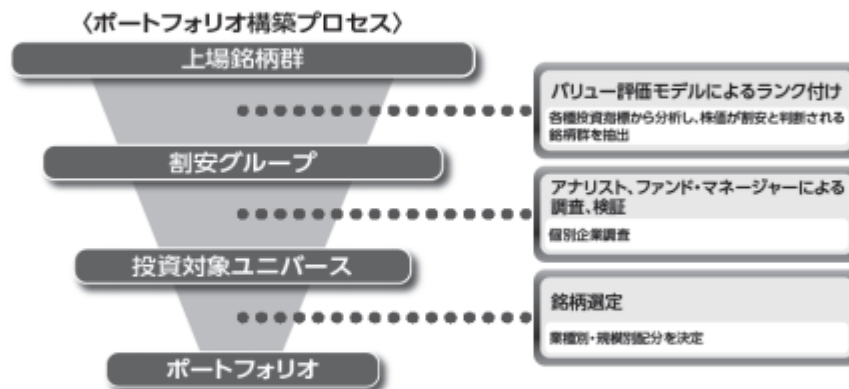 〈ポートフォリオ構築プロセス〉
上場銘柄群
バリュー評価モデルによるランク付け
各種投資指標から分析し、株価が割安と判断される
銘柄群を抽出
割安グループ
アナリスト、ファンド・マネージャーによる
調査、検証
個別企業調査
投資対象ユニバース
銘柄選定
業種別・規模別配分を決定
ポートフォリオ